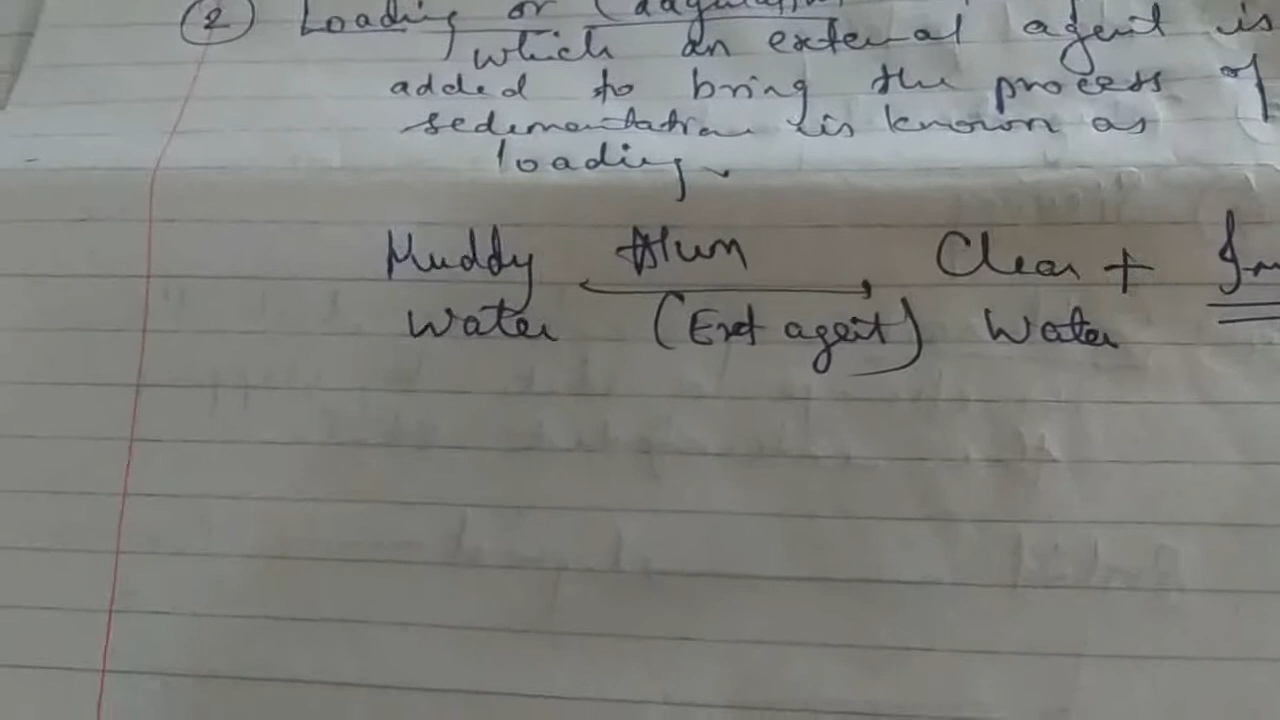 2 Loading or Coagulation
which an external agent is
added to bring the process of
sedimentation is known as
loading.
Muddy Alum Clear +
Water (Ext agent) Water